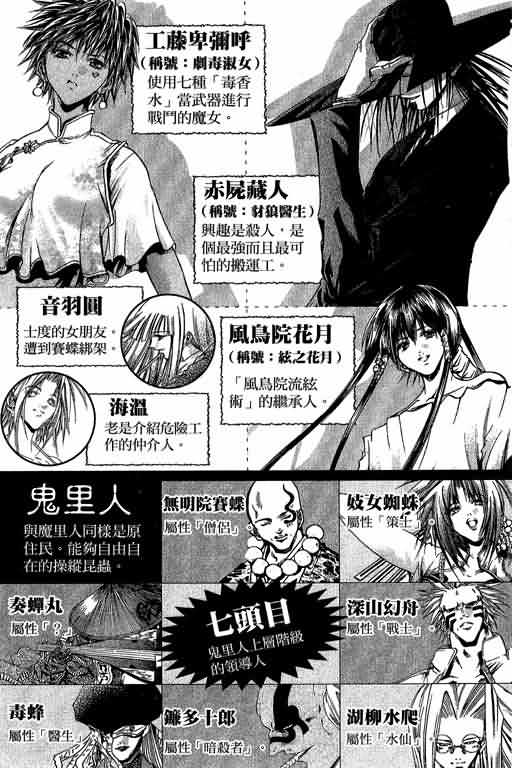 工藤卑彌呼
(稱號：劇毒淑女)
使用七種「毒香
水」當武器進行
戰鬥的魔女。
赤屍藏人
(稱號：豺狼醫生)
興趣是殺人，是
個最強而且最可
怕的搬運工。
音羽圓
士度的女朋友。
遭到賽蝶綁架。
風鳥院花月
(稱號：絃之花月)
「風鳥院流絃
術」的繼承人。
海溫
老是介紹危險工
作的仲介人。
鬼里人
與魔里人同樣是原
住民。能夠自由自
在的操縱昆蟲。
無明院賽蝶
屬性「僧侶」。
妓女蜘蛛
屬性「策士」。
奏蟬丸
屬性「？」
七頭目
鬼里人上層階級
的領導人
深山幻舟
屬性「戰士」。
毒蜂
屬性「醫生」
鐮多十郎
屬性「暗殺者」。
湖柳水爬
屬性「水仙」。